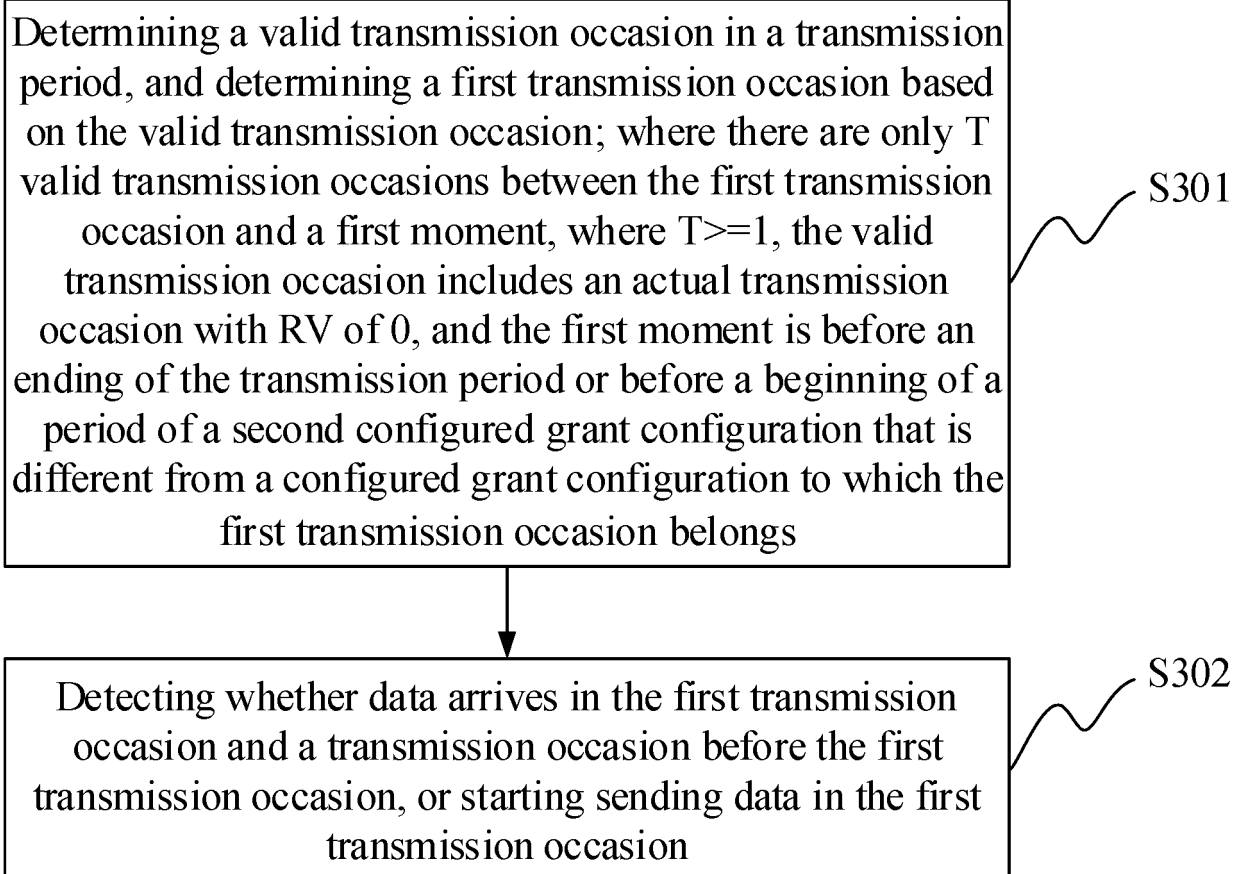 Determining a valid transmission occasion in a transmission
period, and determining a first transmission occasion based
on the valid transmission occasion; where there are only T
valid transmission occasions between the first transmission
occasion and a first moment, where T>=1, the valid
transmission occasion includes an actual transmission
occasion with RV of 0, and the first moment is before an
ending of the transmission period or before a beginning of a
period of a second configured grant configuration that is
different from a configured grant configuration to which the
first transmission occasion belongs
S301
Detecting whether data arrives in the first transmission
occasion and a transmission occasion before the first
transmission occasion, or starting sending data in the first
transmission occasion
S302